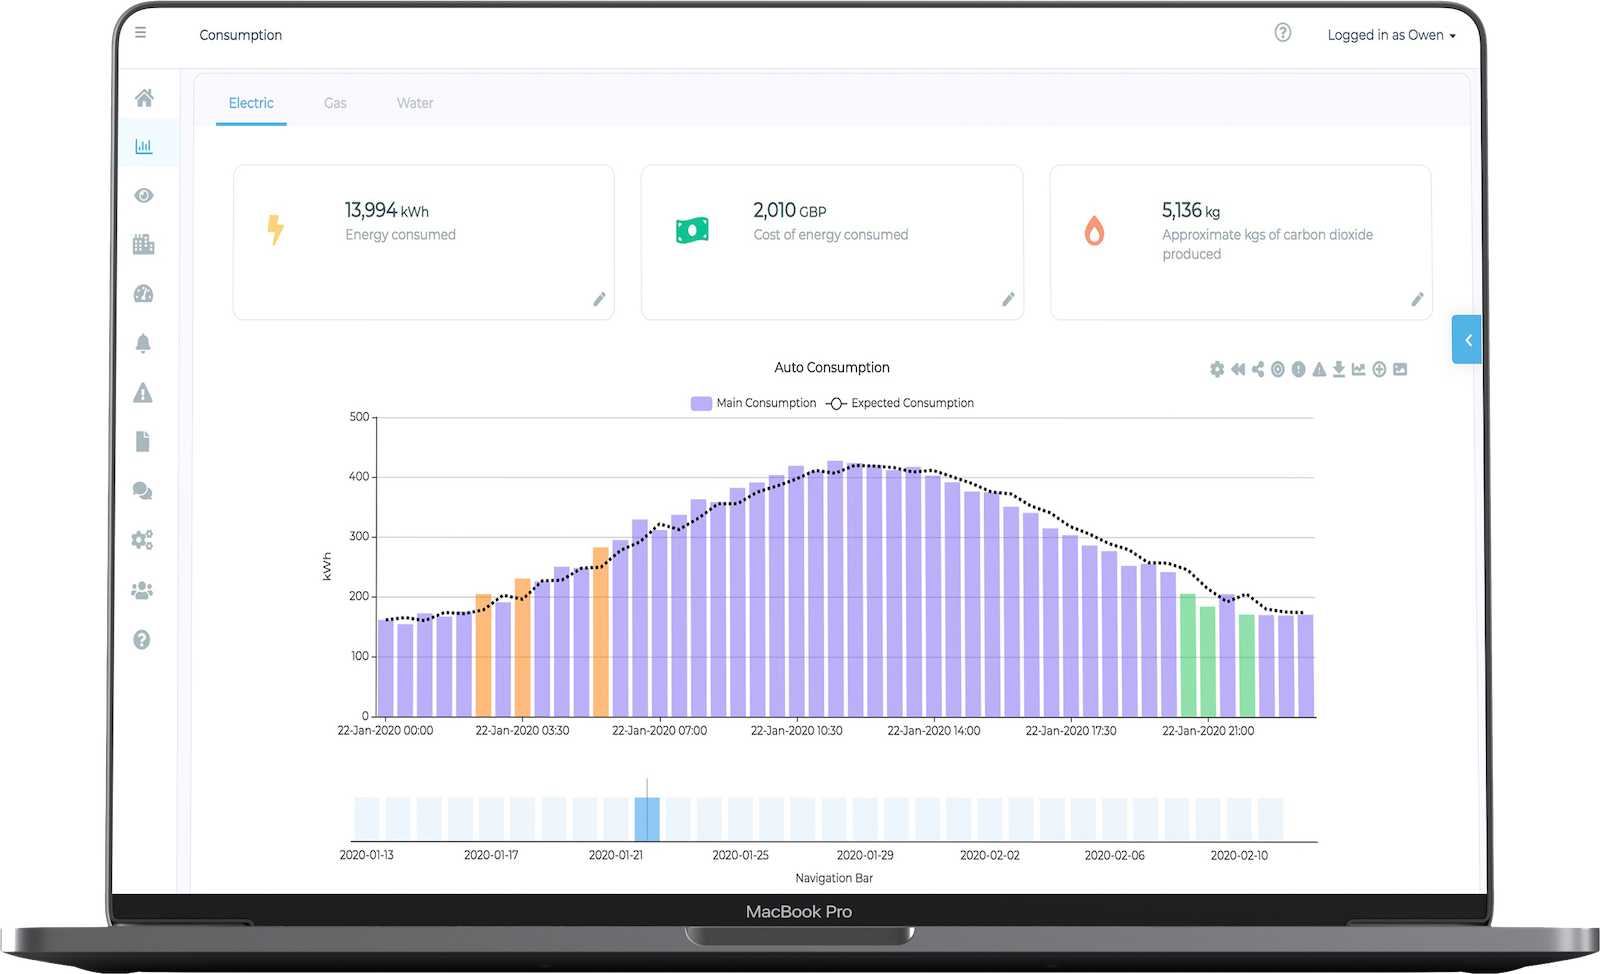 Consumption
Logged in as Owen
Electric
Gas
Water
13,994 kWh
Energy consumed
2,010 GBP
Cost of energy consumed
5,136 kg
Approximate kgs of carbon dioxide
produced
Auto Consumption
Main Consumption
Expected Consumption
500
400
300
200
100
0
kWh
22-Jan-2020 00:00
22-Jan-2020 03:30
22-Jan-2020 07:00
22-Jan-2020 10:30
22-Jan-2020 14:00
22-Jan-2020 17:30
22-Jan-2020 21:00
2020-01-13
2020-01-17
2020-01-21
2020-01-25
2020-01-29
2020-02-02
2020-02-06
2020-02-10
Navigation Bar
MacBook Pro